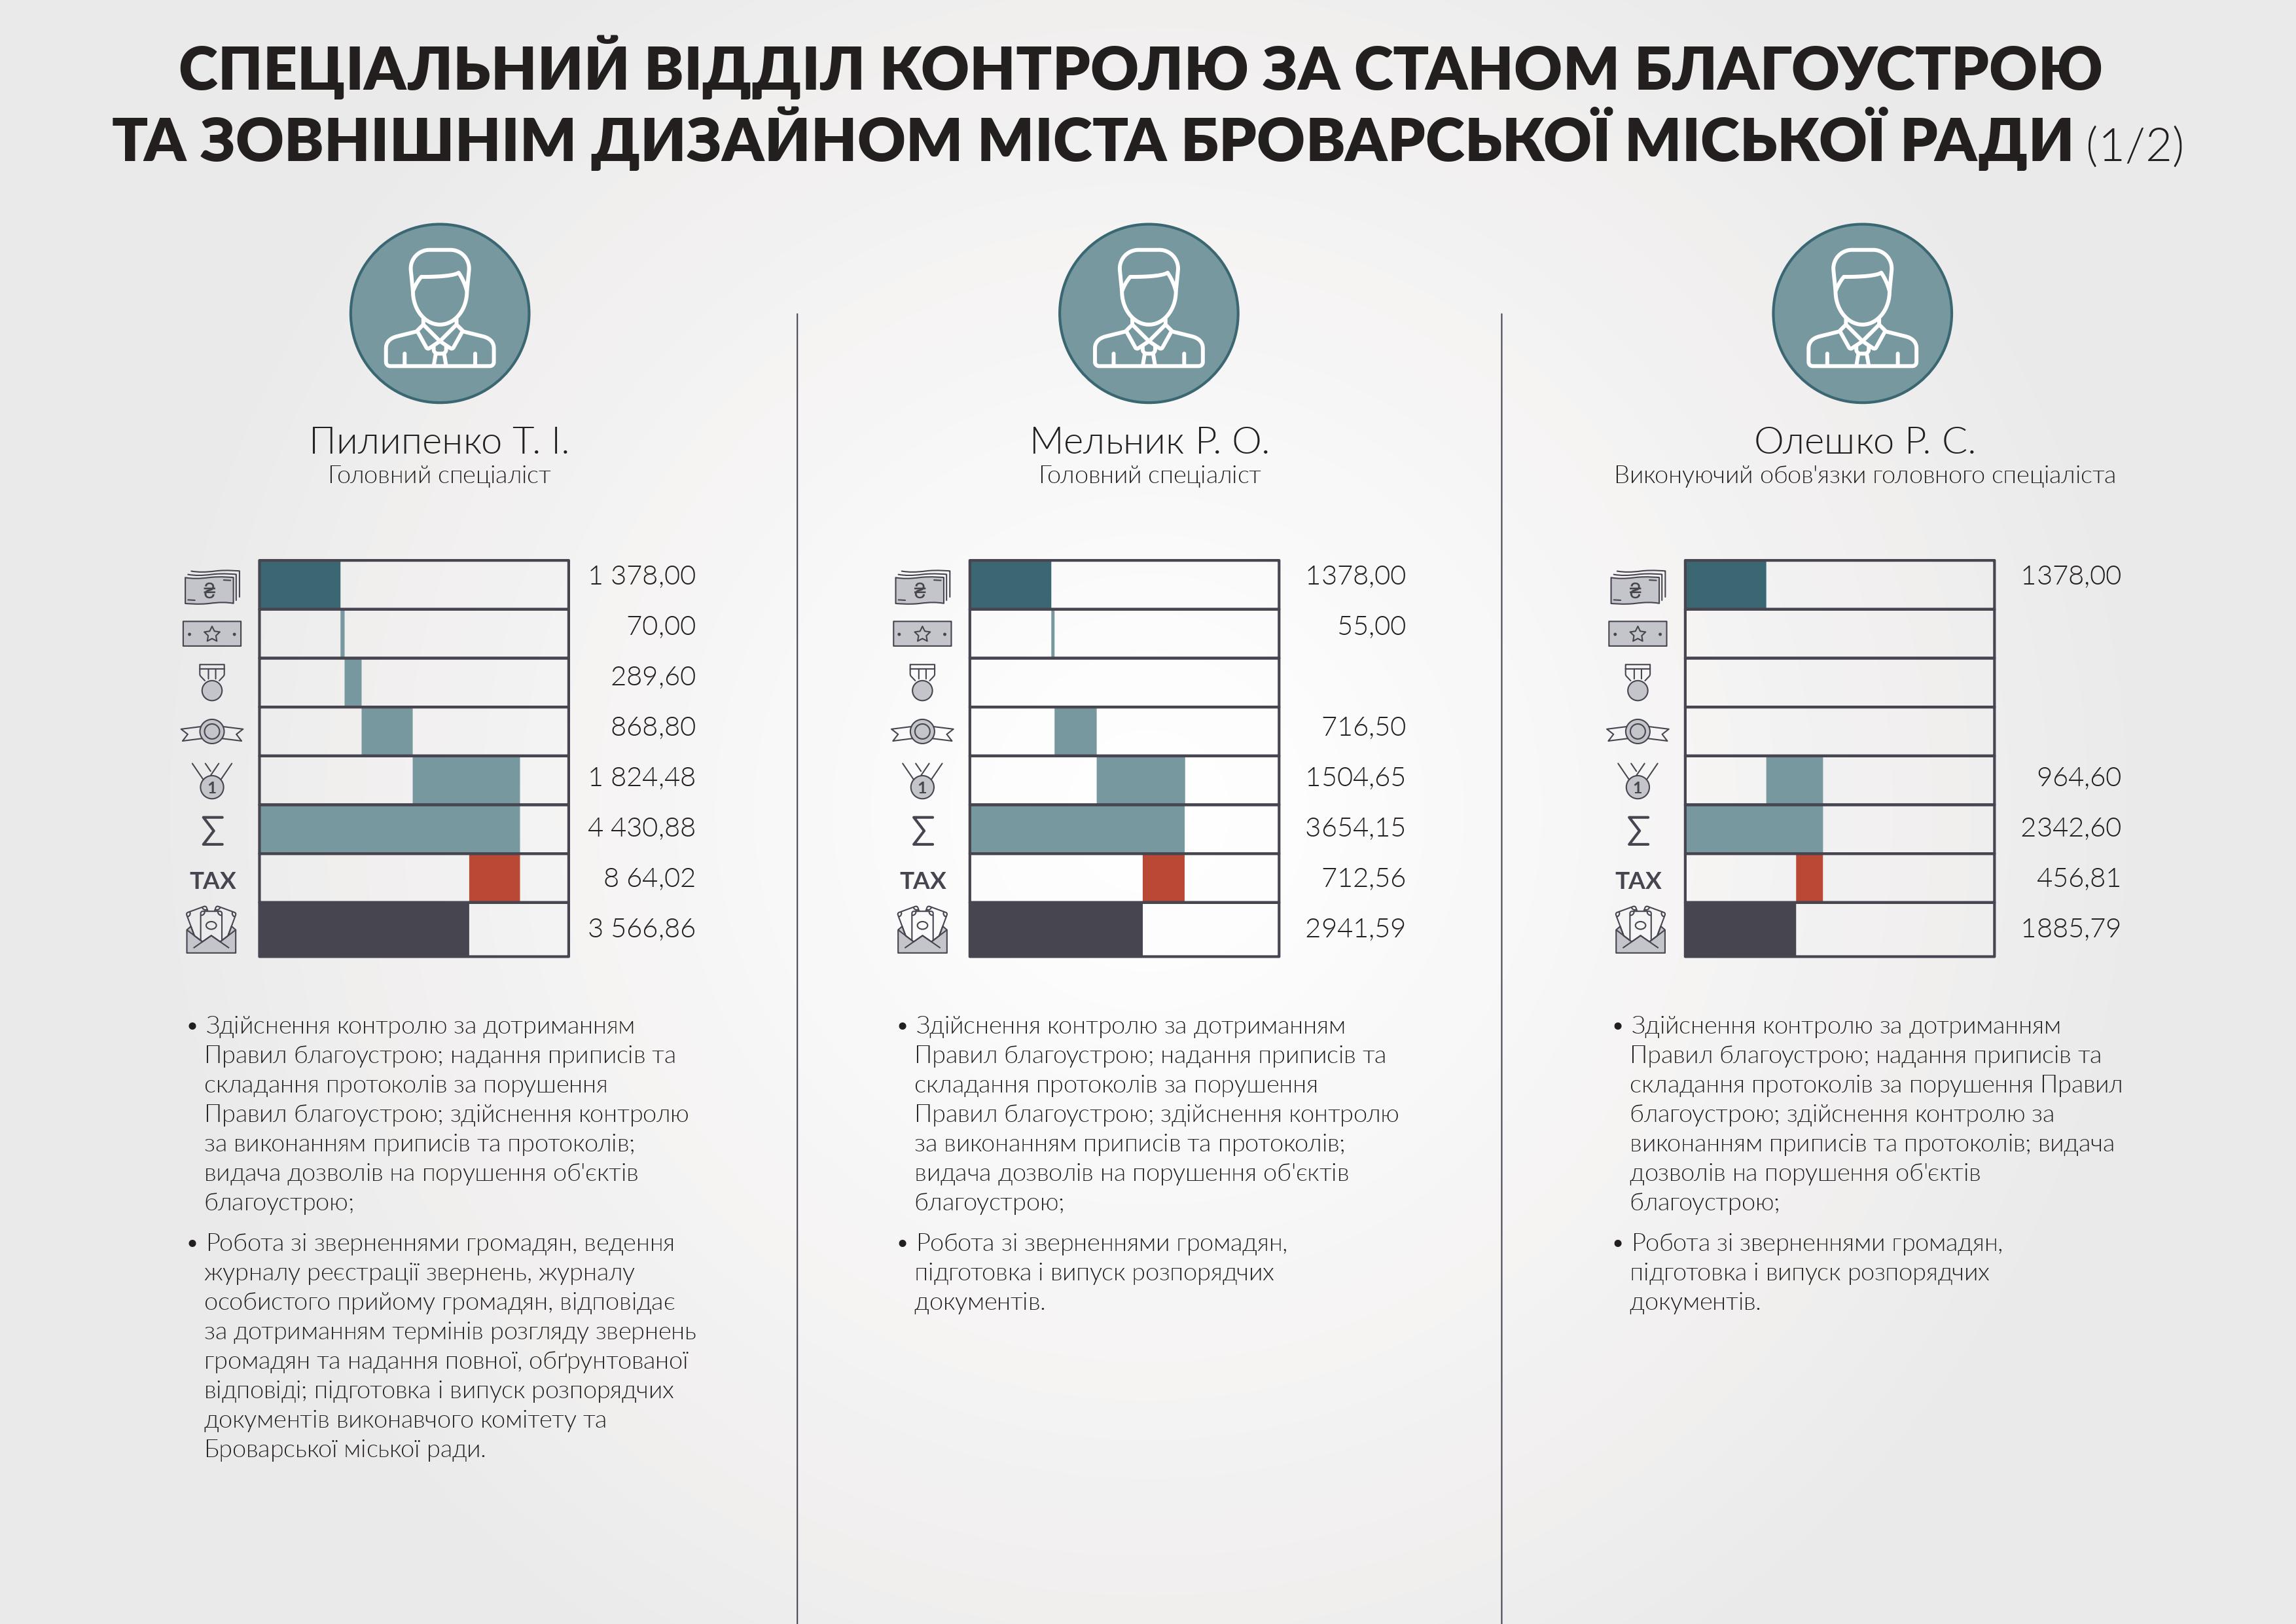 СПЕЦІАЛЬНИЙ ВІДДІЛ КОНТРОЛЮ ЗА СТАНОМ БЛАГОУСТРОЮ
ТА ЗОВНІШНІМ ДИЗАЙНОМ МІСТА БРОВАРСЬКОЇ МІСЬКОЇ РАДИ (1/2)
Пилипенко Т. І.
Головний спеціаліст
₴
1 378,00
70,00
289,60
868,80
1
1 824,48
Σ
4 430,88
TAX
8 64,02
3 566,86
• Здійснення контролю за дотриманням
Правил благоустрою; надання приписів та
складання протоколів за порушення
Правил благоустрою; здійснення контролю
за виконанням приписів та протоколів;
видача дозволів на порушення об'єктів
благоустрою;
• Робота зі зверненнями громадян, ведення
журналу реєстрації звернень, журналу
особистого прийому громадян, відповідає
за дотриманням термінів розгляду звернень
громадян та надання повної, обґрунтованої
відповіді; підготовка і випуск розпорядчих
документів виконавчого комітету та
Броварської міської ради.
Мельник Р. О.
Головний спеціаліст
₴
1378,00
55,00
716,50
1
1504,65
Σ
3654,15
TAX
712,56
2941,59
• Здійснення контролю за дотриманням
Правил благоустрою; надання приписів та
складання протоколів за порушення
Правил благоустрою; здійснення контролю
за виконанням приписів та протоколів;
видача дозволів на порушення об'єктів
благоустрою;
• Робота зі зверненнями громадян,
підготовка і випуск розпорядчих
документів.
Олешко Р. С.
Виконуючий обов'язки головного спеціаліста
₴
1378,00
1
964,60
Σ
2342,60
TAX
456,81
1885,79
• Здійснення контролю за дотриманням
Правил благоустрою; надання приписів та
складання протоколів за порушення Правил
благоустрою; здійснення контролю за
виконанням приписів та протоколів; видача
дозволів на порушення об'єктів
благоустрою;
• Робота зі зверненнями громадян,
підготовка і випуск розпорядчих
документів.